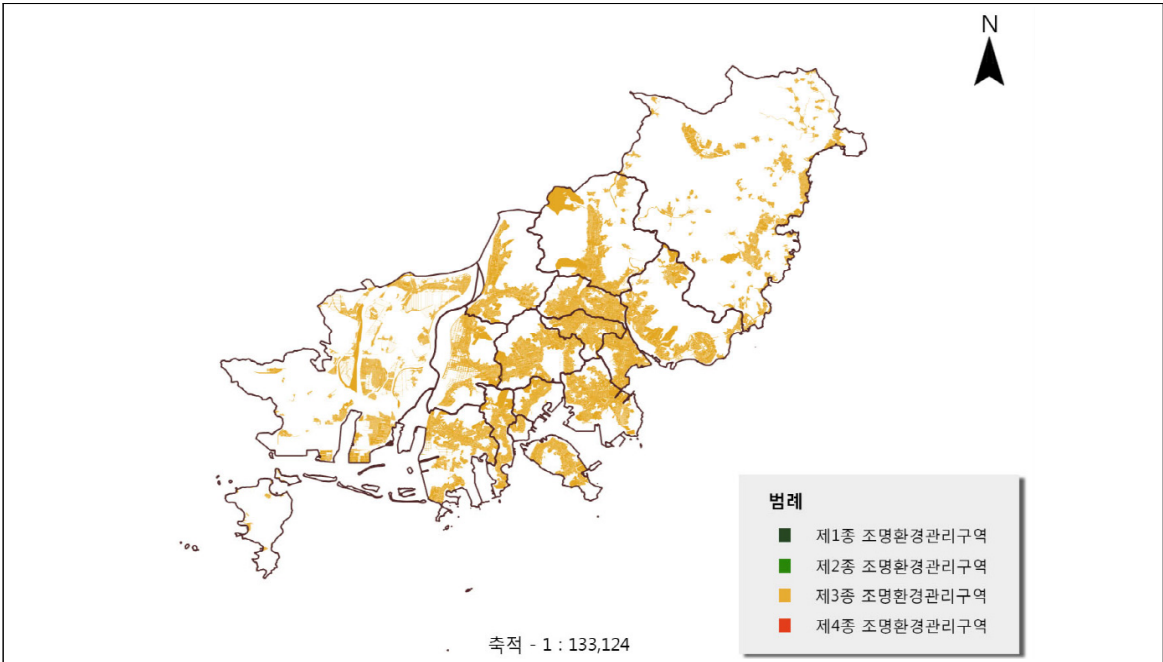 N
범례
제1종 조명환경관리구역
제2종 조명환경관리구역
제3종 조명환경관리구역
제4종 조명환경관리구역
축적 - 1 : 133,124